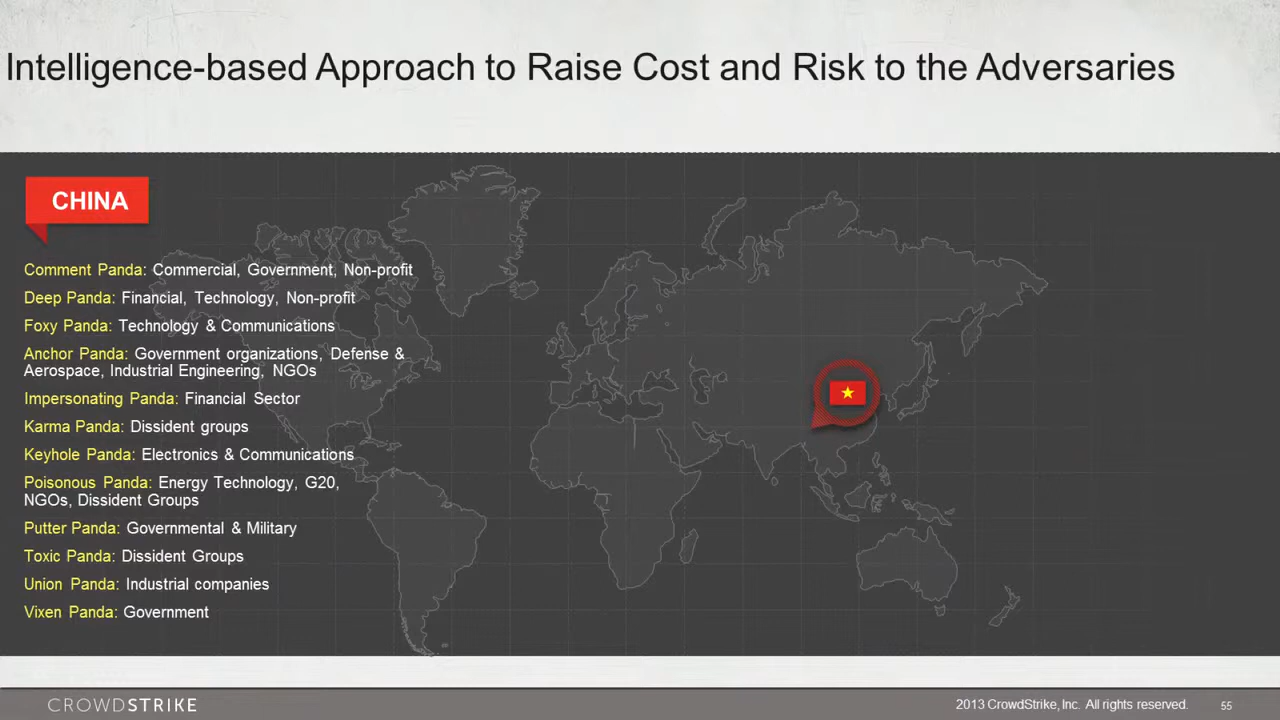 Intelligence-based Approach to Raise Cost and Risk to the Adversaries
CHINA
Comment Panda: Commercial, Government, Non-profit
Deep Panda: Financial, Technology, Non-profit
Foxy Panda: Technology & Communications
Anchor Panda: Government organizations, Defense &
Aerospace, Industrial Engineering, NGOs
Impersonating Panda: Financial Sector
Karma Panda: Dissident groups
Keyhole Panda: Electronics & Communications
Poisonous Panda: Energy Technology, G20,
NGOs, Dissident Groups
Putter Panda: Governmental & Military
Toxic Panda: Dissident Groups
Union Panda: Industrial companies
Vixen Panda: Government
CROWDSTRIKE
2013 CrowdStrike, Inc. All rights reserved.
55